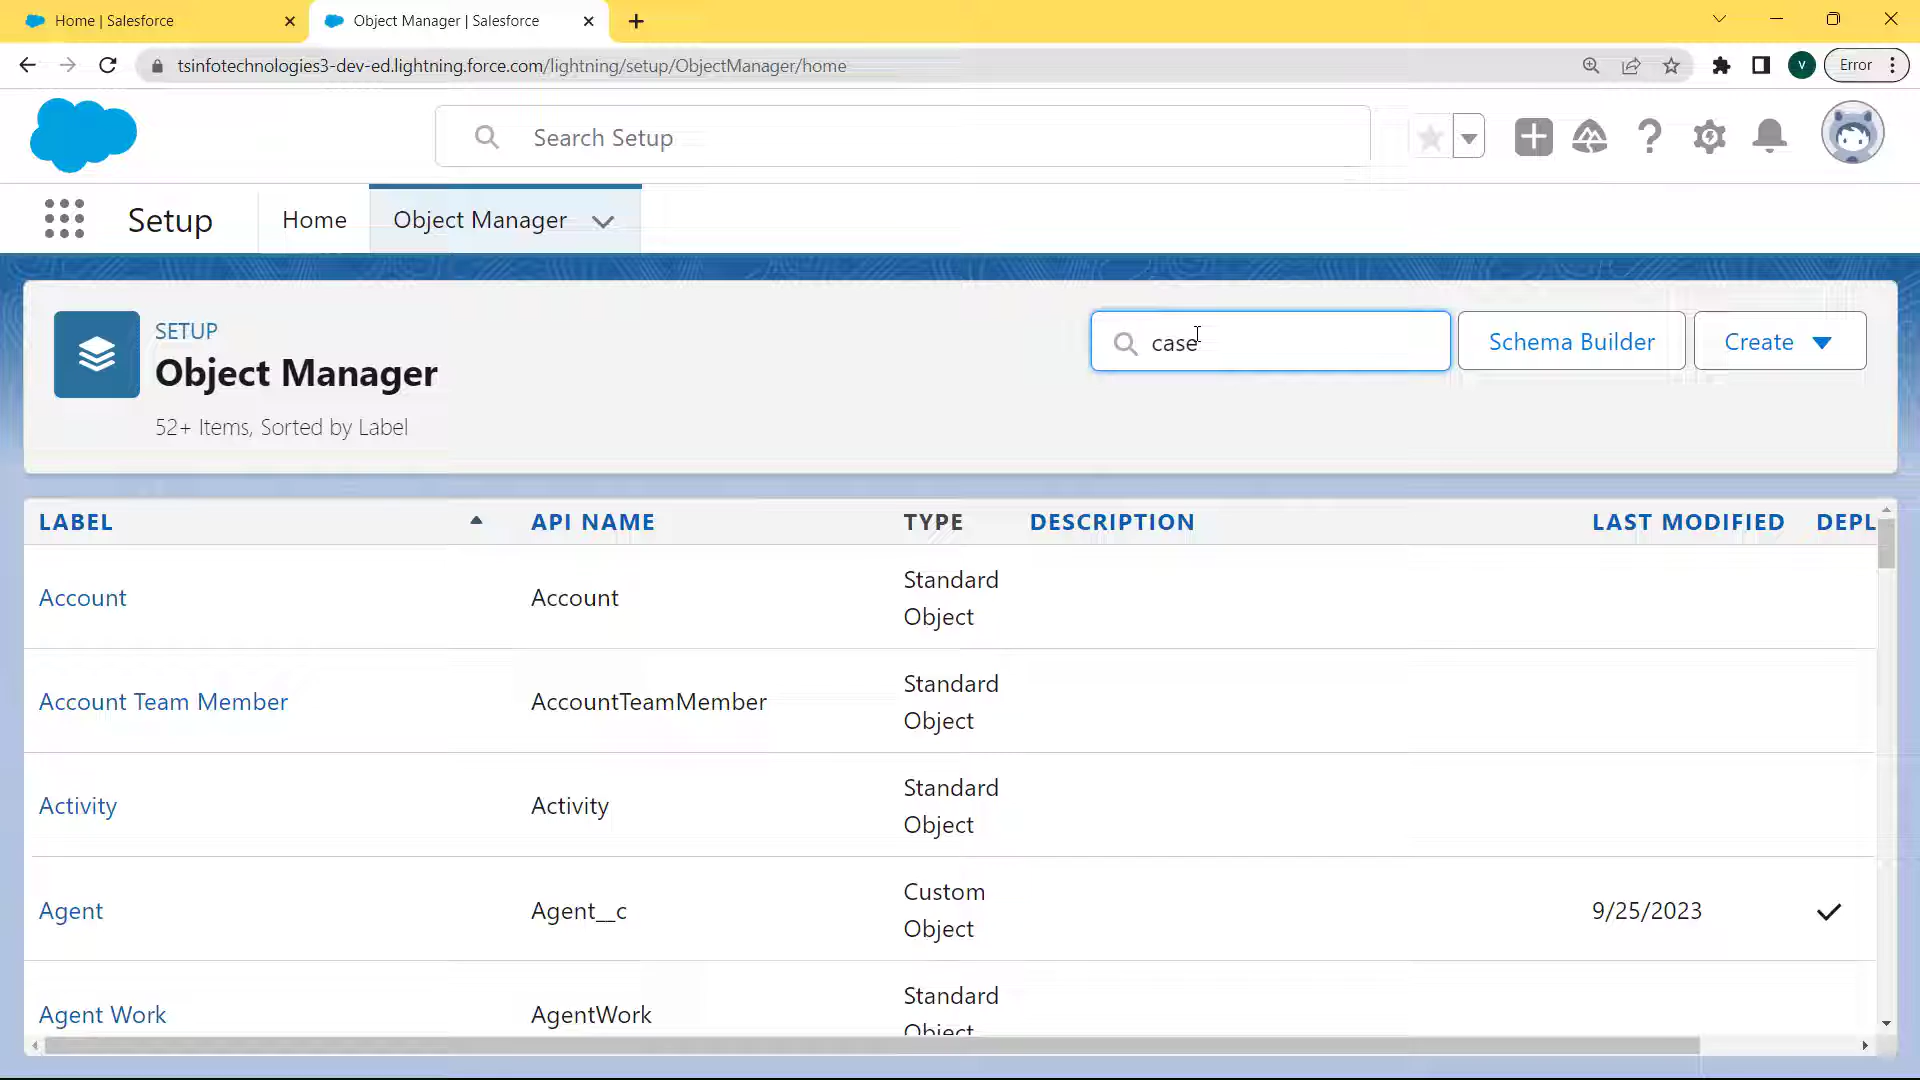 Home | Salesforce
Object Manager | Salesforce
tsinfotechnologies3-dev-ed.lightning.force.com/lightning/setup/ObjectManager/home
V
Error
Search Setup
Setup
Home
Object Manager
SETUP
Object Manager
52+ Items, Sorted by Label
case
Schema Builder
Create
LABEL
API NAME
TYPE
DESCRIPTION
LAST MODIFIED
DEPL
Account
Account
Standard
Object
Account Team Member
AccountTeamMember
Standard
Object
Activity
Activity
Standard
Object
Agent
Agent__c
Custom
Object
9/25/2023
Agent Work
AgentWork
Standard
Object